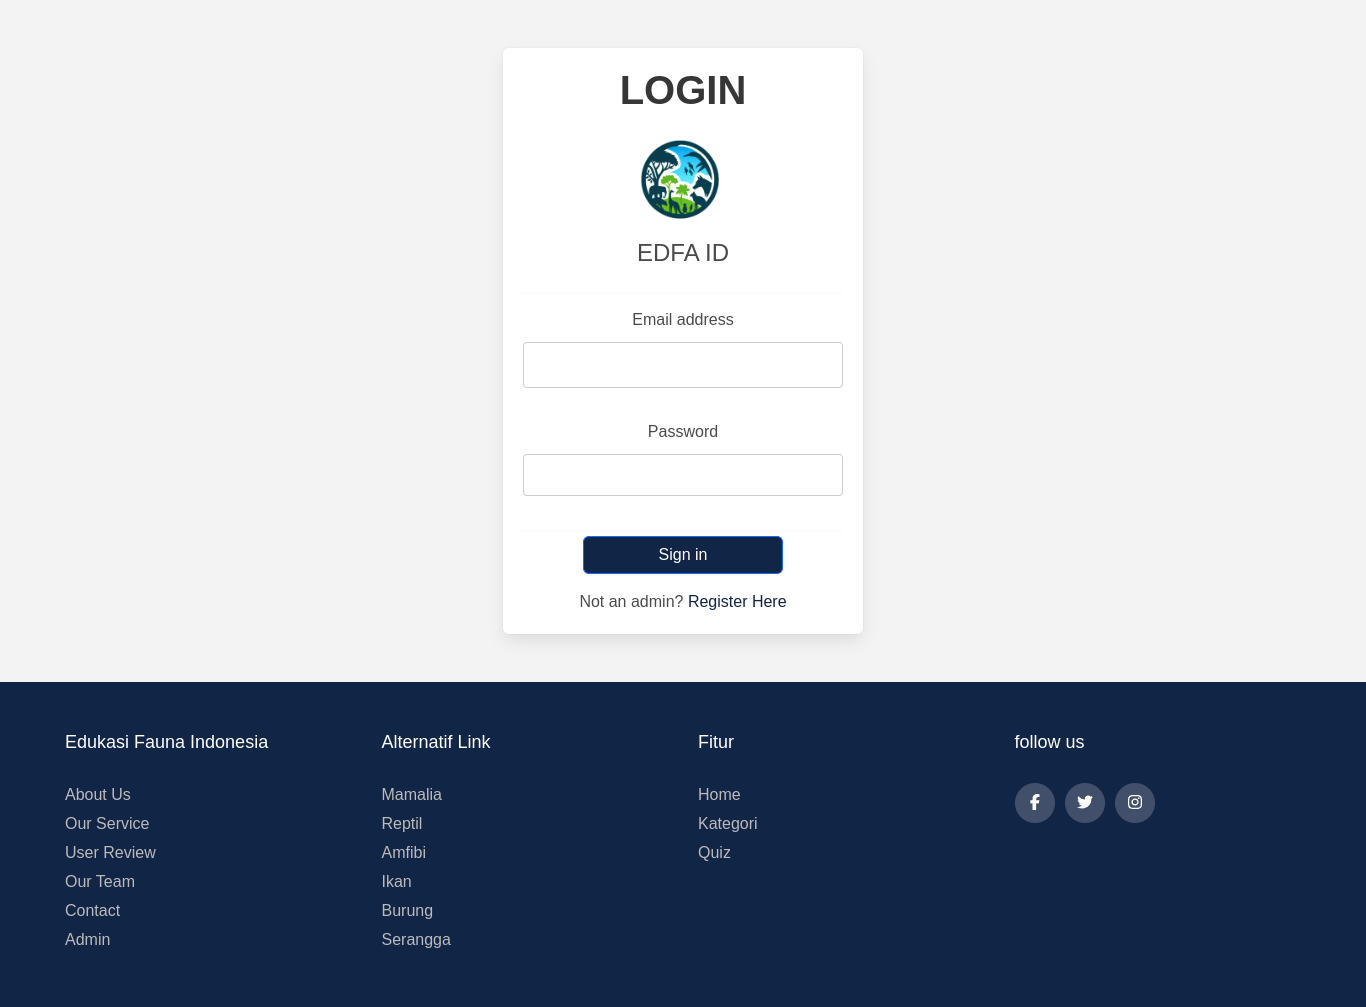 LOGIN
EDFA ID
Email address
Password
Sign in
Not an admin? Register Here
Edukasi Fauna Indonesia
About Us
Our Service
User Review
Our Team
Contact
Admin
Alternatif Link
Mamalia
Reptil
Amfibi
Ikan
Burung
Serangga
Fitur
Home
Kategori
Quiz
follow us